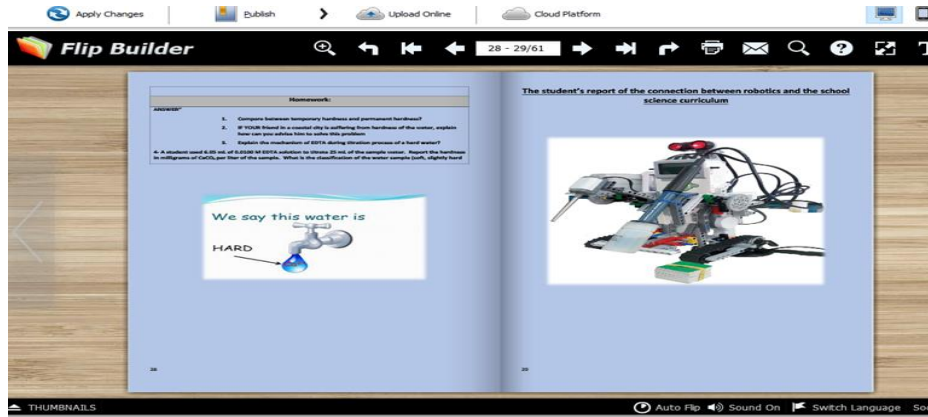 Apply Changes
Publish
Upload Online
Cloud Platform
Flip Builder
28 - 29/61
Homework:
ANSWER"
1. Compare between temporary hardness and permanent hardness?
2. IF YOUR friend in a coastal city is suffering from hardness of the water, explain
how can you advise him to solve this problem
3. Explain the mechanism of EDTA during titration process of a hard water?
4- A student used 6.05 mL of 0.0100 M EDTA solution to titrate 25 mL of the sample water. Report the hardness
in milligrams of CaCO₃ per liter of the sample. What is the classification of the water sample (soft, slightly hard
We say this water is
HARD
28
The student's report of the connection between robotics and the school
science curriculum
29
THUMBNAILS
Auto Flip
Sound On
Switch Language